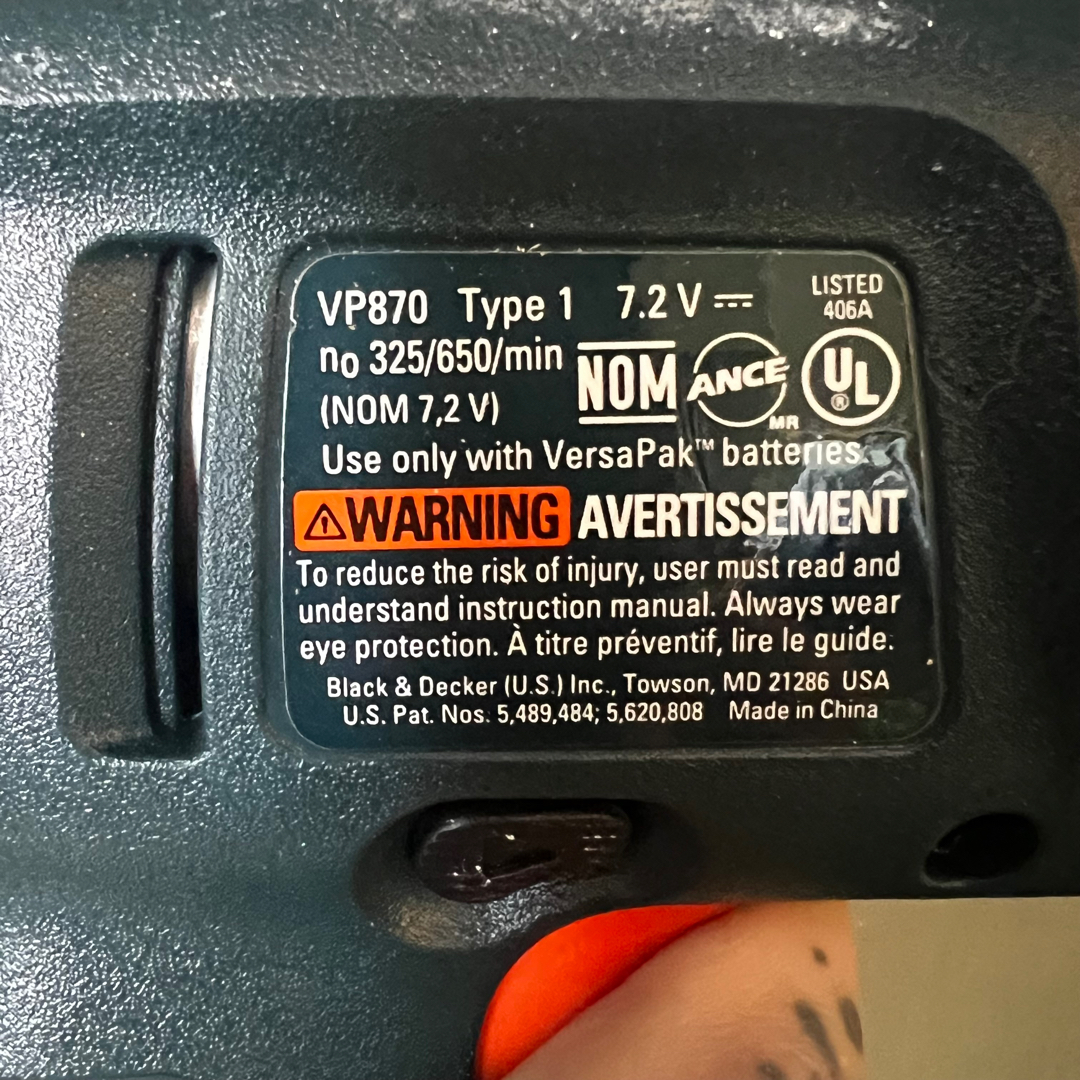 VP870 Type 1 7.2 V ⎓
LISTED
406A
no 325/650/min
NOM
ANCE
MR
UL
®
(NOM 7,2 V)
Use only with VersaPak™ batteries.
⚠WARNING AVERTISSEMENT
To reduce the risk of injury, user must read and
understand instruction manual. Always wear
eye protection. À titre préventif, lire le guide.
Black & Decker (U.S.) Inc., Towson, MD 21286 USA
U.S. Pat. Nos. 5,489,484; 5,620,808 Made in China